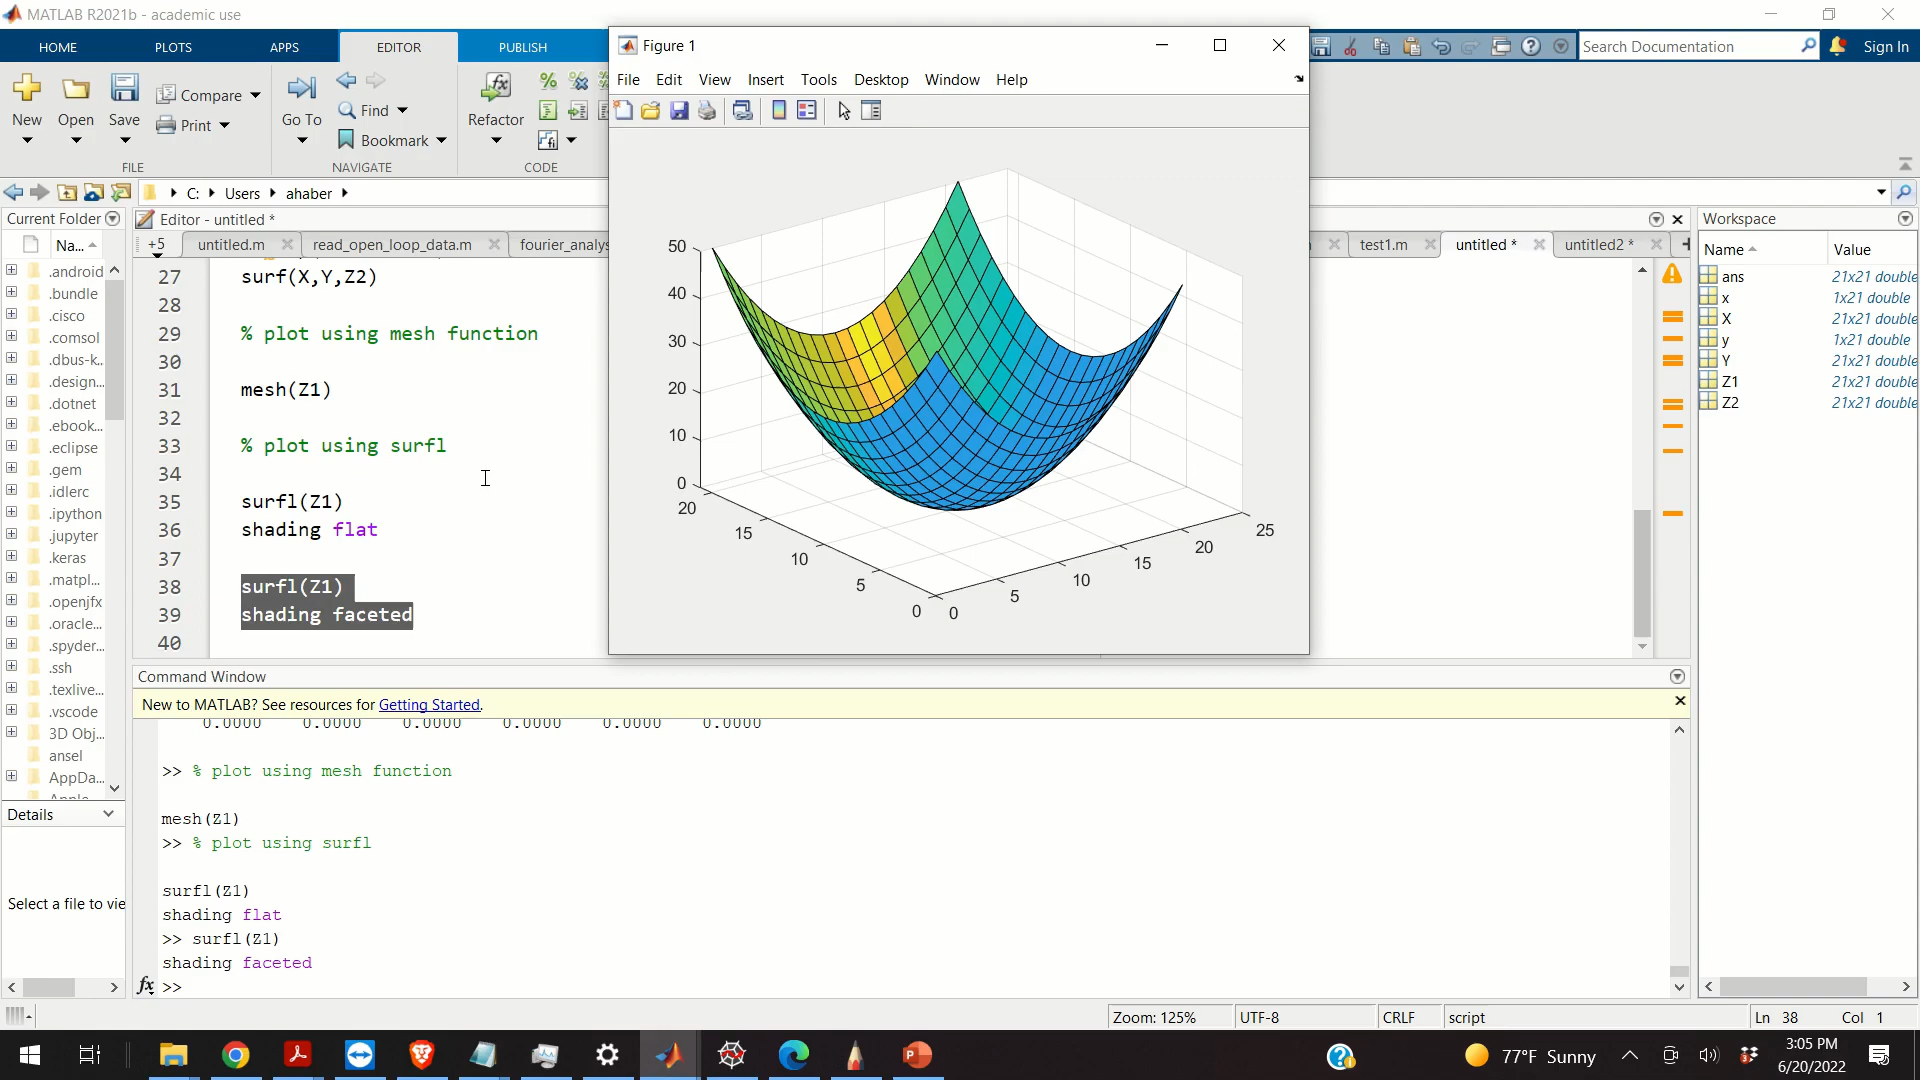 MATLAB R2021b - academic use
HOME PLOTS APPS EDITOR PUBLISH
Search Documentation
Sign In
New Open Save Compare Print
FILE
Go To Find Bookmark
NAVIGATE
Refactor
CODE
C: Users ahaber
Current Folder
Na...
.android
.bundle
.cisco
.comsol
.dbus-k...
.design...
.dotnet
.ebook...
.eclipse
.gem
.idlerc
.ipython
.jupyter
.keras
.matpl...
.openjfx
.oracle...
.spyder...
.ssh
.texlive...
.vscode
3D Obj...
ansel
AppDa...
Details
Select a file to vie
Editor - untitled *
+5 untitled.m read_open_loop_data.m fourier_analys test1.m untitled * untitled2 *
27 surf(X,Y,Z2)
28
29 % plot using mesh function
30
31 mesh(Z1)
32
33 % plot using surfl
34
35 surfl(Z1)
36 shading flat
37
38 surfl(Z1)
39 shading faceted
40
Figure 1
File Edit View Insert Tools Desktop Window Help
50
40
30
20
10
0
20
15
10
5
0
0
5
10
15
20
25
Workspace
Name Value
ans 21x21 double
x 1x21 double
X 21x21 double
y 1x21 double
Y 21x21 double
Z1 21x21 double
Z2 21x21 double
Command Window
New to MATLAB? See resources for Getting Started.
0.0000 0.0000 0.0000 0.0000 0.0000 0.0000
>> % plot using mesh function
mesh(Z1)
>> % plot using surfl
surfl(Z1)
shading flat
>> surfl(Z1)
shading faceted
fx >>
Zoom: 125% UTF-8 CRLF script Ln 38 Col 1
77°F Sunny
3:05 PM
6/20/2022